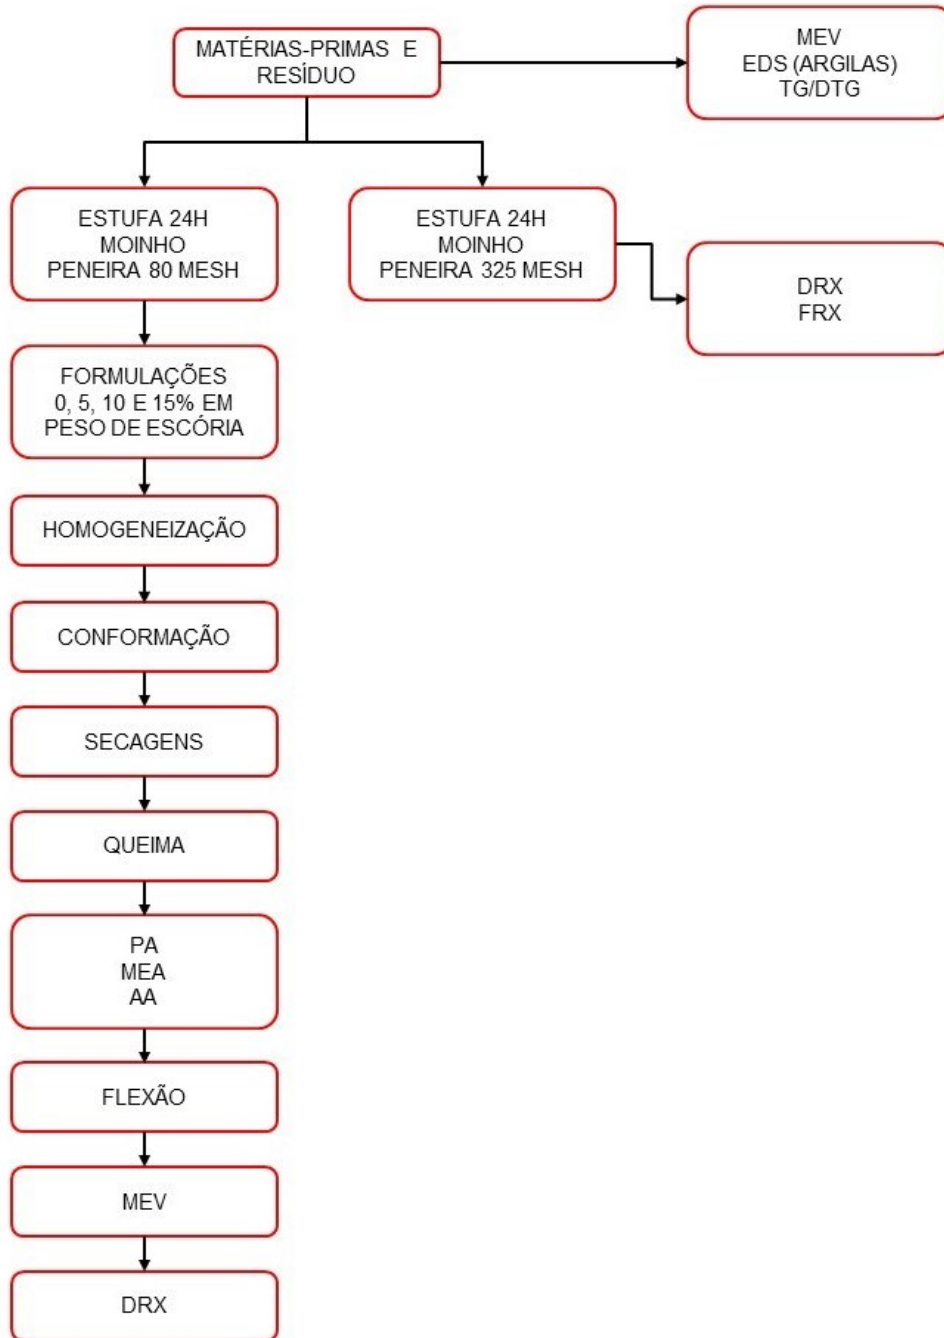 MATÉRIAS-PRIMAS E
RESÍDUO
MEV
EDS (ARGILAS)
TG/DTG
ESTUFA 24H
MOINHO
PENEIRA 80 MESH
ESTUFA 24H
MOINHO
PENEIRA 325 MESH
DRX
FRX
FORMULAÇÕES
0, 5, 10 E 15% EM
PESO DE ESCÓRIA
HOMOGENEIZAÇÃO
CONFORMAÇÃO
SECAGENS
QUEIMA
PA
MEA
AA
FLEXÃO
MEV
DRX